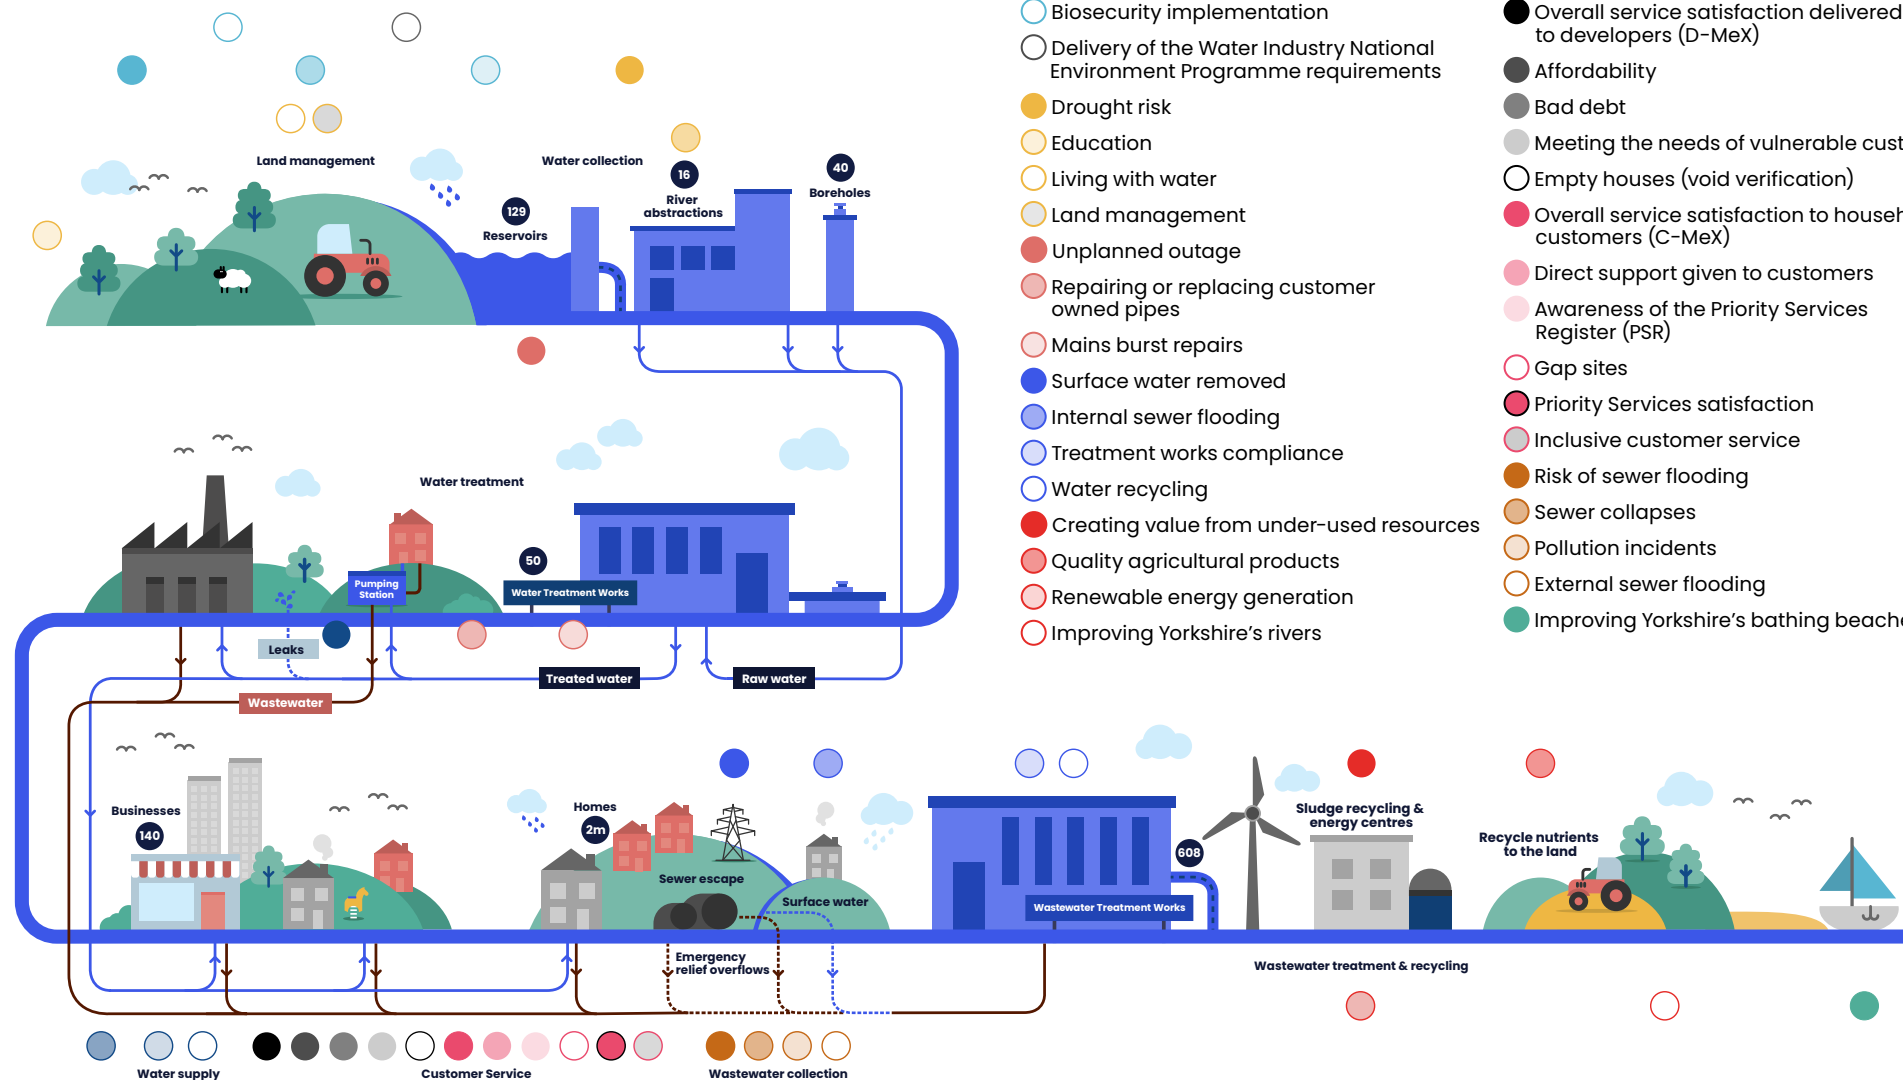 Land management
Water collection
129
Reservoirs
16
River
abstractions
40
Boreholes
Water treatment
Pumping
Station
50
Water Treatment Works
Leaks
Treated water
Raw water
Wastewater
Businesses
140
Homes
2m
Sewer escape
Surface water
Emergency
relief overflows
608
Wastewater Treatment Works
Sludge recycling &
energy centres
Recycle nutrients
to the land
Wastewater treatment & recycling
Water supply
Customer Service
Wastewater collection
Biosecurity implementation
Delivery of the Water Industry National
Environment Programme requirements
Drought risk
Education
Living with water
Land management
Unplanned outage
Repairing or replacing customer
owned pipes
Mains burst repairs
Surface water removed
Internal sewer flooding
Treatment works compliance
Water recycling
Creating value from under-used resources
Quality agricultural products
Renewable energy generation
Improving Yorkshire's rivers
Overall service satisfaction delivered
to developers (D-MeX)
Affordability
Bad debt
Meeting the needs of vulnerable cust
Empty houses (void verification)
Overall service satisfaction to househ
customers (C-MeX)
Direct support given to customers
Awareness of the Priority Services
Register (PSR)
Gap sites
Priority Services satisfaction
Inclusive customer service
Risk of sewer flooding
Sewer collapses
Pollution incidents
External sewer flooding
Improving Yorkshire's bathing beache